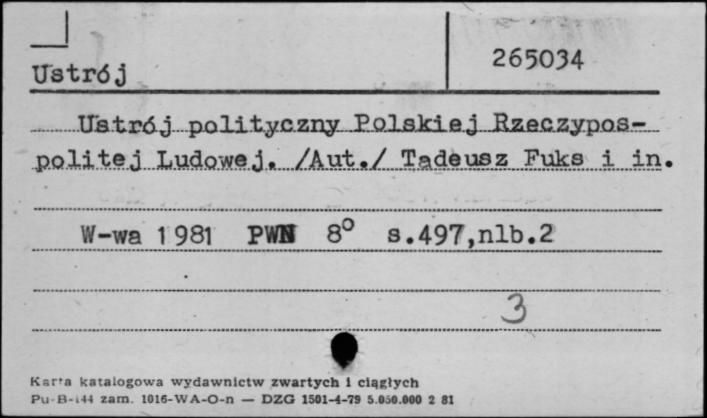 265034
Ustrój
Ustrój polityczny Polskiej Rzeczypos-
politej Ludowej. /Aut./ Tadeusz Fuks i in.
W-wa 1981 PWN 8° s.497,nlb.2
3
Karta katalogowa wydawnictw zwartych i ciągłych
Pu-B-144 zam. 1016-WA-O-n — DZG 1501-4-79 5.050.000 2 81